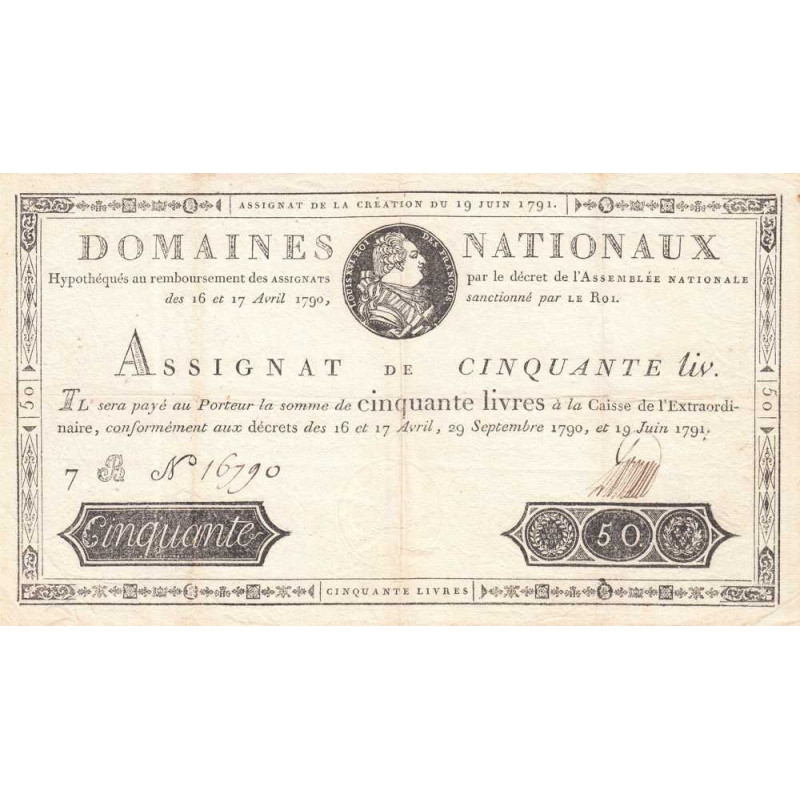 ASSIGNAT DE LA CRÉATION DU 19 JUIN 1791.
DOMAINES NATIONAUX
LOUIS XVI ROI DES FRANÇOIS
Hypothéqués au remboursement des ASSIGNATS par le décret de l'ASSEMBLÉE NATIONALE
des 16 et 17 Avril 1790, sanctionné par LE ROI.
ASSIGNAT DE CINQUANTE liv.
IL sera payé au Porteur la somme de cinquante livres à la Caisse de l'Extraordi-
naire, conformément aux décrets des 16 et 17 Avril, 29 Septembre 1790, et 19 Juin 1791.
50
50
7 B N 16790
Cinquante
50
CINQUANTE LIVRES